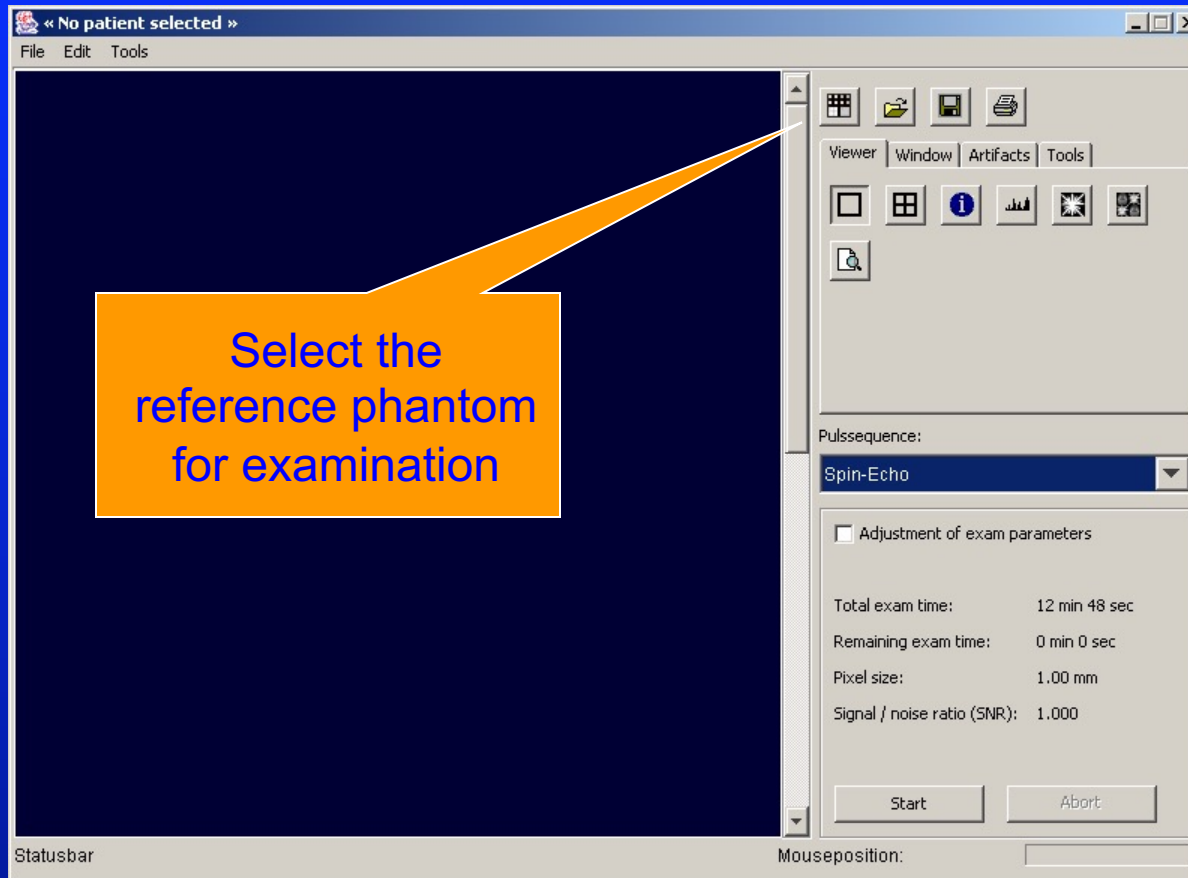 « No patient selected »
File Edit Tools
Viewer Window Artifacts Tools
Select the
reference phantom
for examination
Pulssequence:
Spin-Echo
Adjustment of exam parameters
Total exam time: 12 min 48 sec
Remaining exam time: 0 min 0 sec
Pixel size: 1.00 mm
Signal / noise ratio (SNR): 1.000
Start Abort
Statusbar Mouseposition: